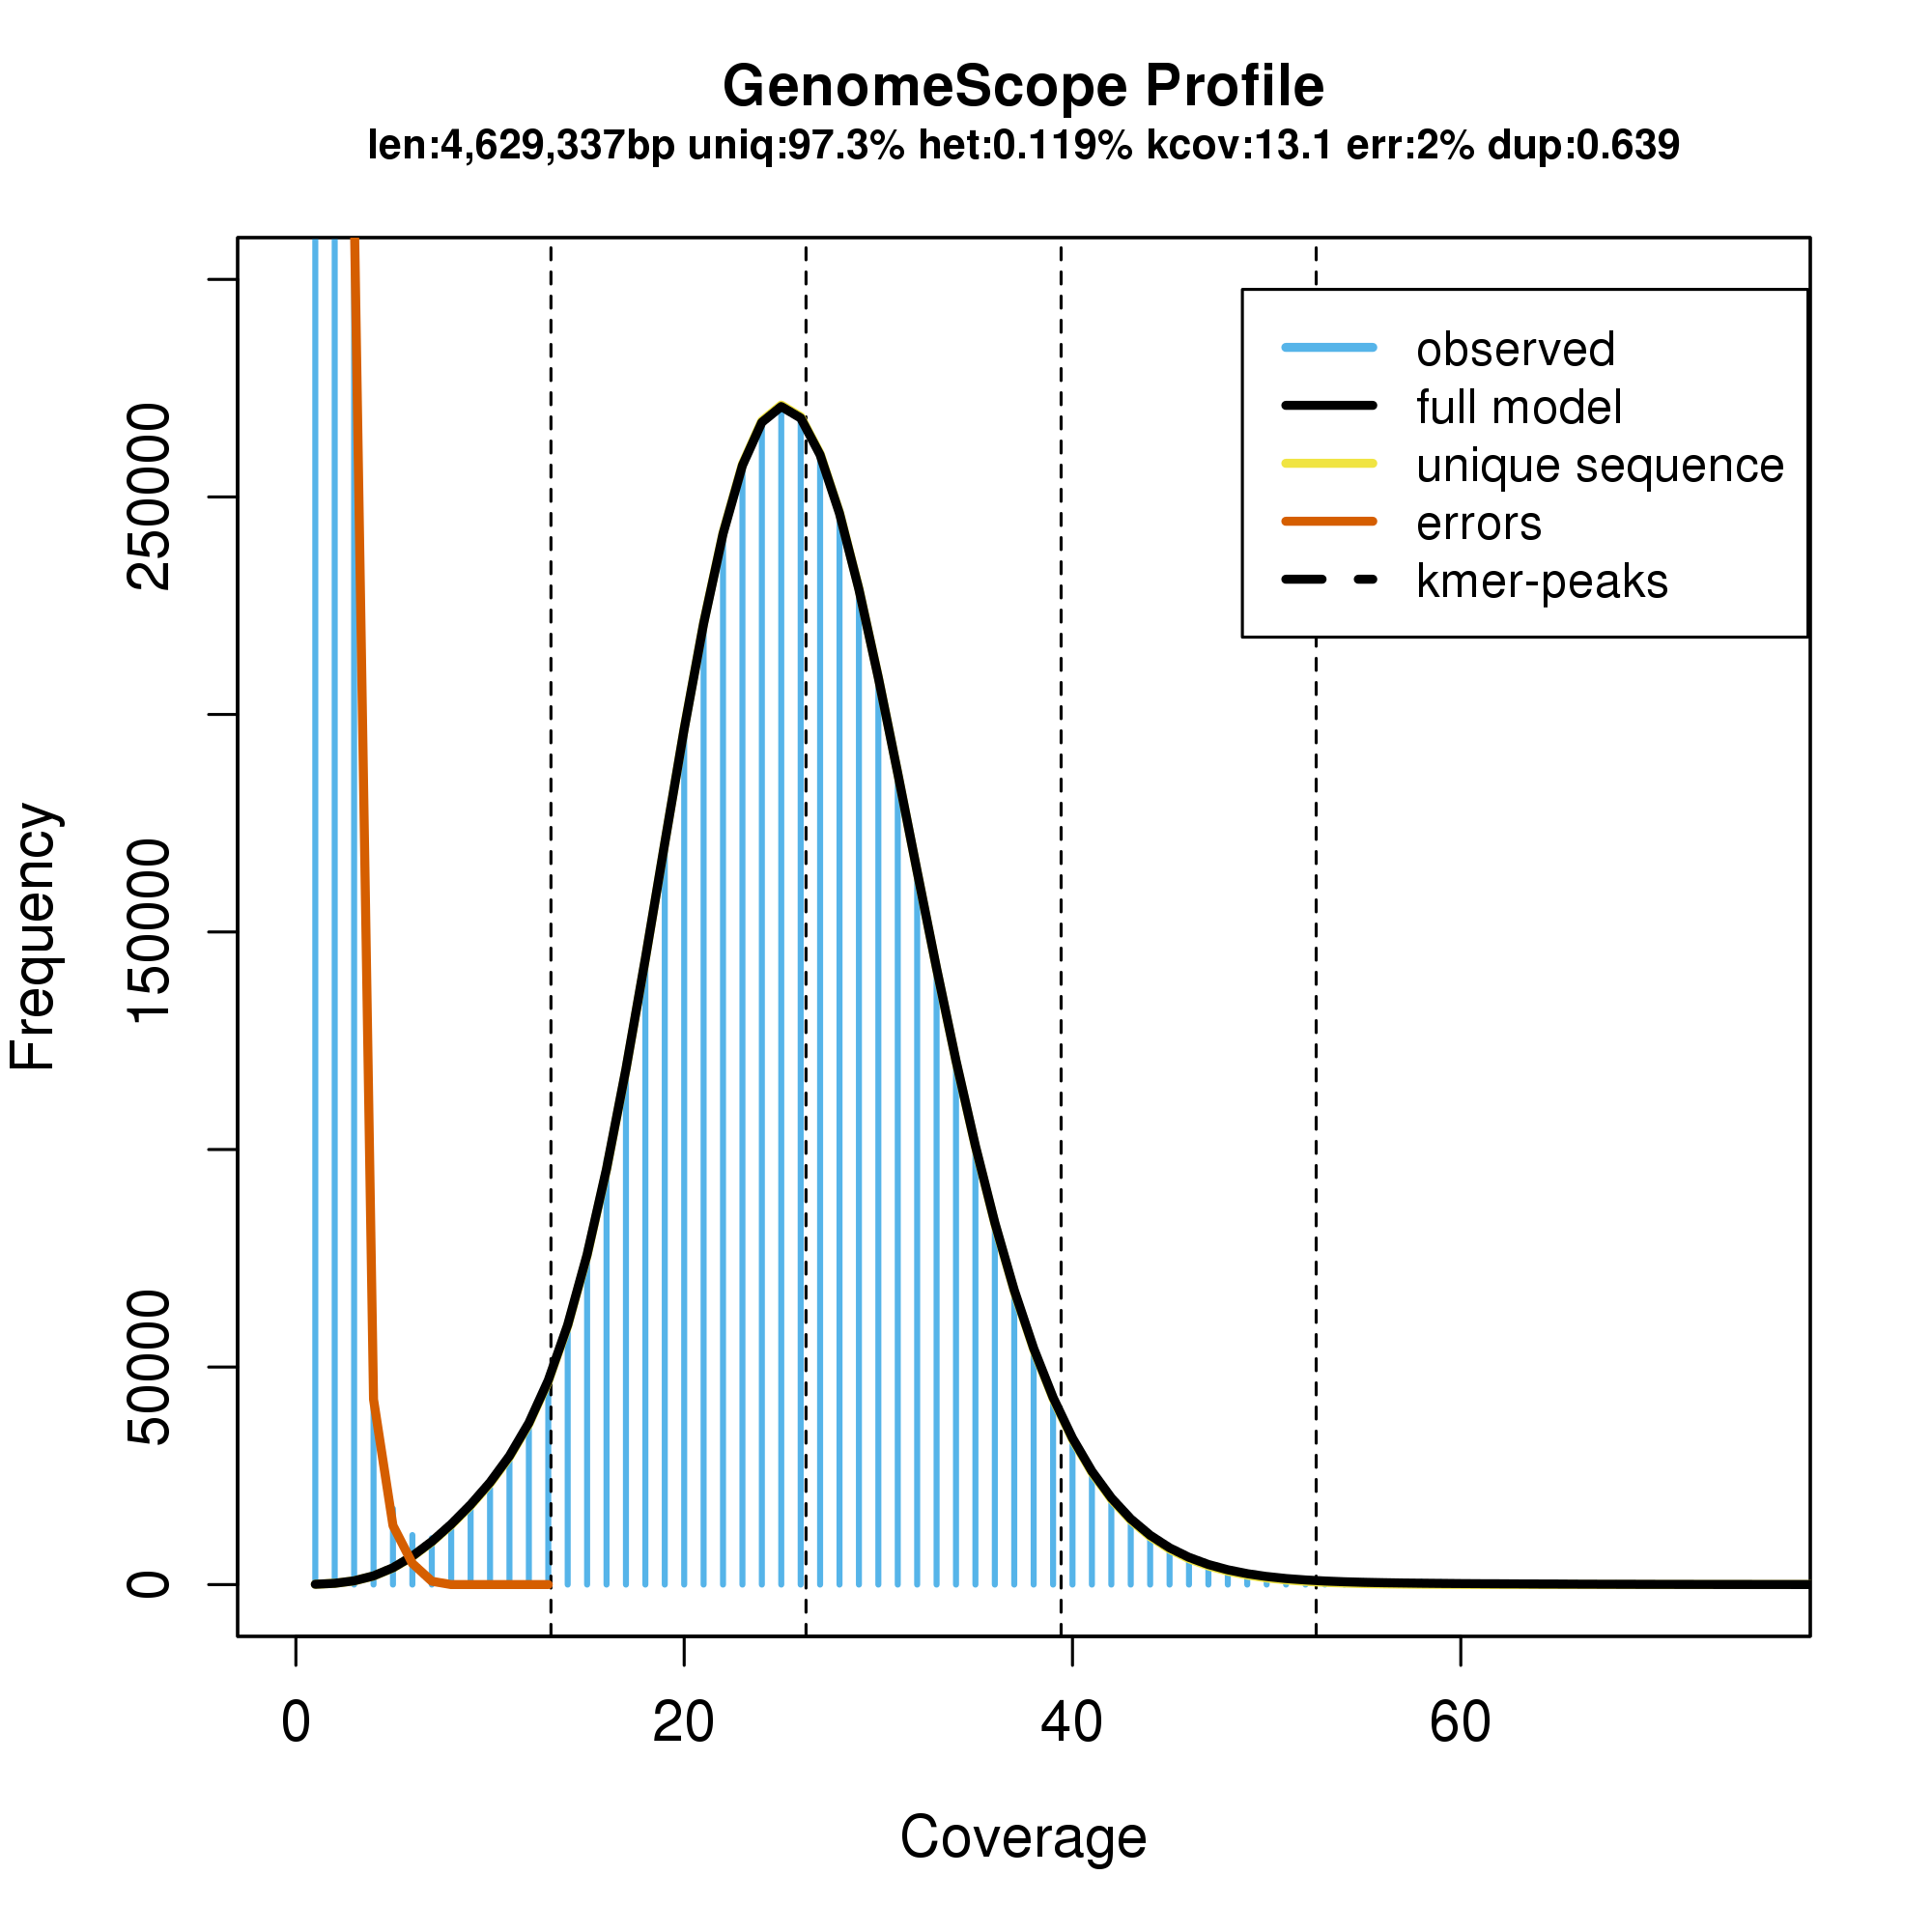 GenomeScope Profile
len:4,629,337bp uniq:97.3% het:0.119% kcov:13.1 err:2% dup:0.639
observed
full model
unique sequence
errors
kmer-peaks
Frequency
250000
150000
50000
0
0 20 40 60
Coverage